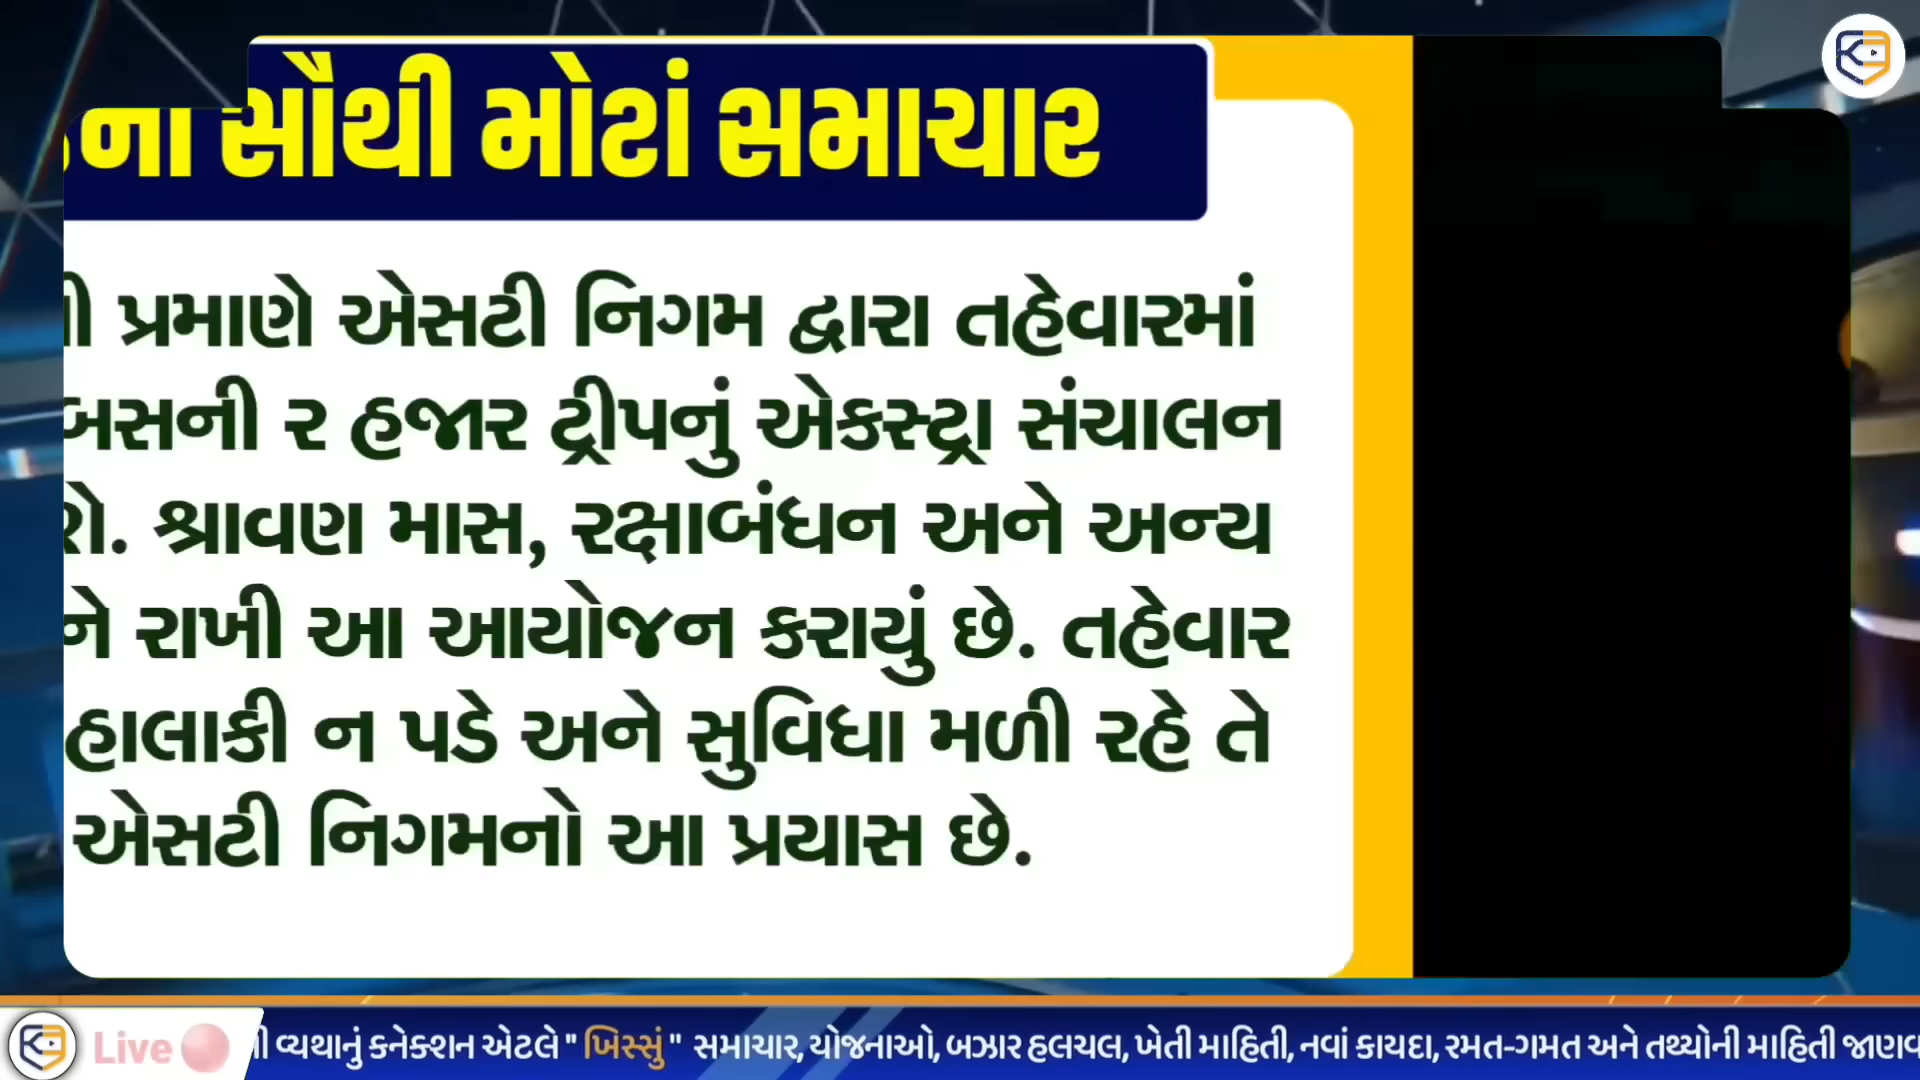 સૌથી મોટાં સમાચાર
પ્રમાણે એસટી નિગમ દ્વારા તહેવારમાં
બસની ૨ હજાર ટ્રીપનું એક્સ્ટ્રા સંચાલન
શ્રાવણ માસ, રક્ષાબંધન અને અન્ય
રાખી આ આયોજન કરાયું છે. તહેવાર
હાલાકી ન પડે અને સુવિધા મળી રહે તે
એસટી નિગમનો આ પ્રયાસ છે.
Live વ્યથાનું કનેક્શન એટલે " ખિસ્સું " સમાચાર, યોજનાઓ, બઝાર હલચલ, ખેતી માહિતી, નવાં કાયદા, રમત-ગમત અને તથ્યોની માહિતી